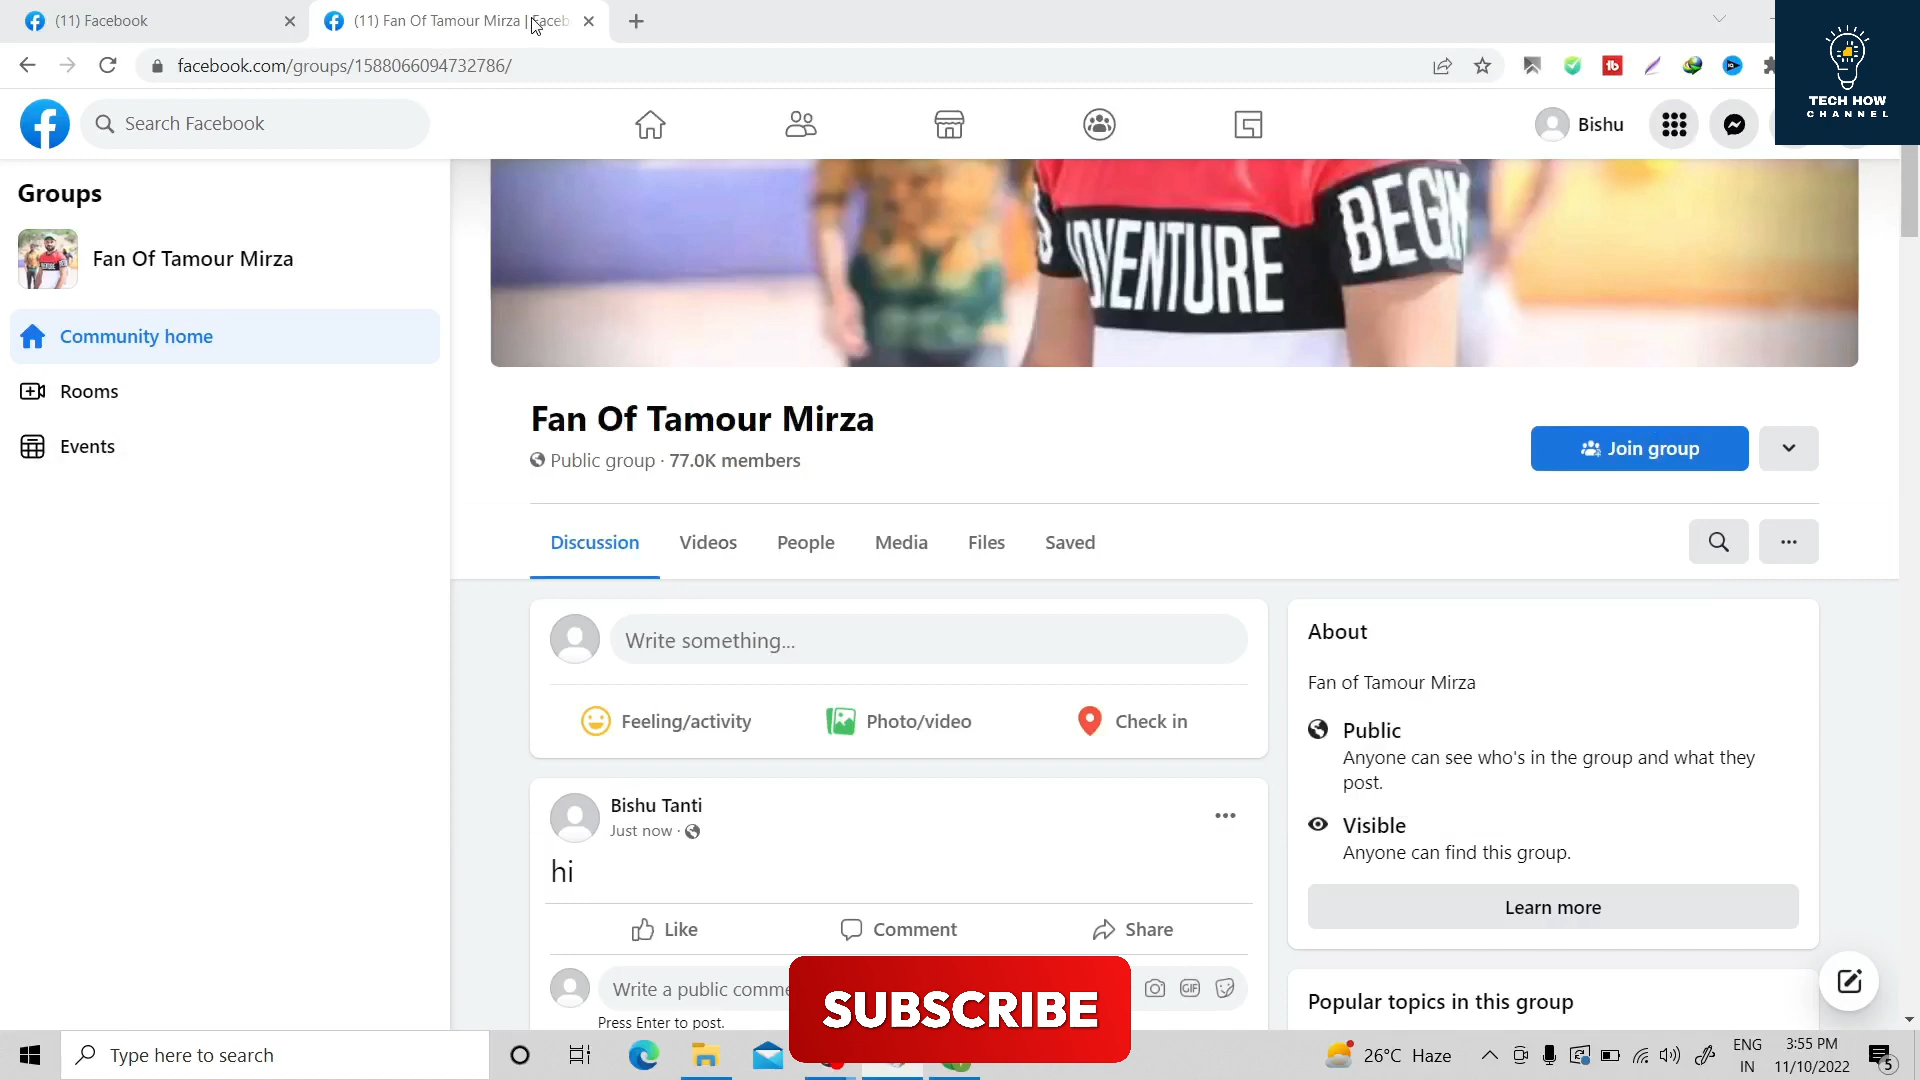 (11) Facebook
(11) Fan Of Tamour Mirza | Faceb
facebook.com/groups/1588066094732786/
TECH HOW
CHANNEL
Search Facebook
Bishu
Groups
Fan Of Tamour Mirza
Community home
Rooms
Events
ADVENTURE
BEGIN
Fan Of Tamour Mirza
Public group · 77.0K members
Join group
Discussion
Videos
People
Media
Files
Saved
Write something...
Feeling/activity
Photo/video
Check in
About
Fan of Tamour Mirza
Public
Anyone can see who's in the group and what they
post.
Visible
Anyone can find this group.
Learn more
Bishu Tanti
Just now ·
hi
Like
Comment
Share
Write a public comme
GIF
Press Enter to post.
SUBSCRIBE
Popular topics in this group
Type here to search
26°C Haze
ENG
IN
3:55 PM
11/10/2022
5